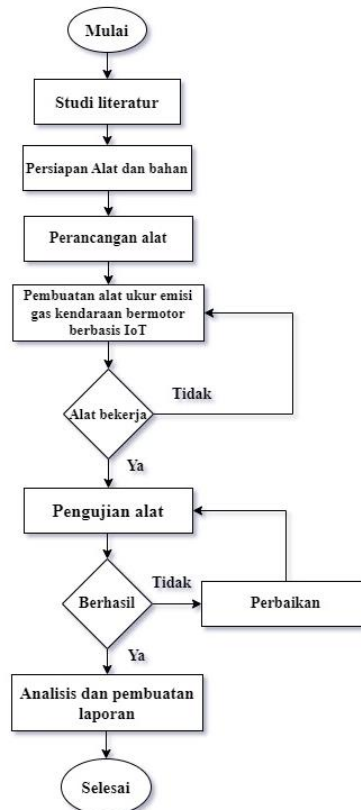 Mulai
Studi literatur
Persiapan Alat dan bahan
Perancangan alat
Pembuatan alat ukur emisi
gas kendaraan bermotor
berbasis IoT
Tidak
Alat bekerja
Ya
Pengujian alat
Tidak
Berhasil
Perbaikan
Ya
Analisis dan pembuatan
laporan
Selesai